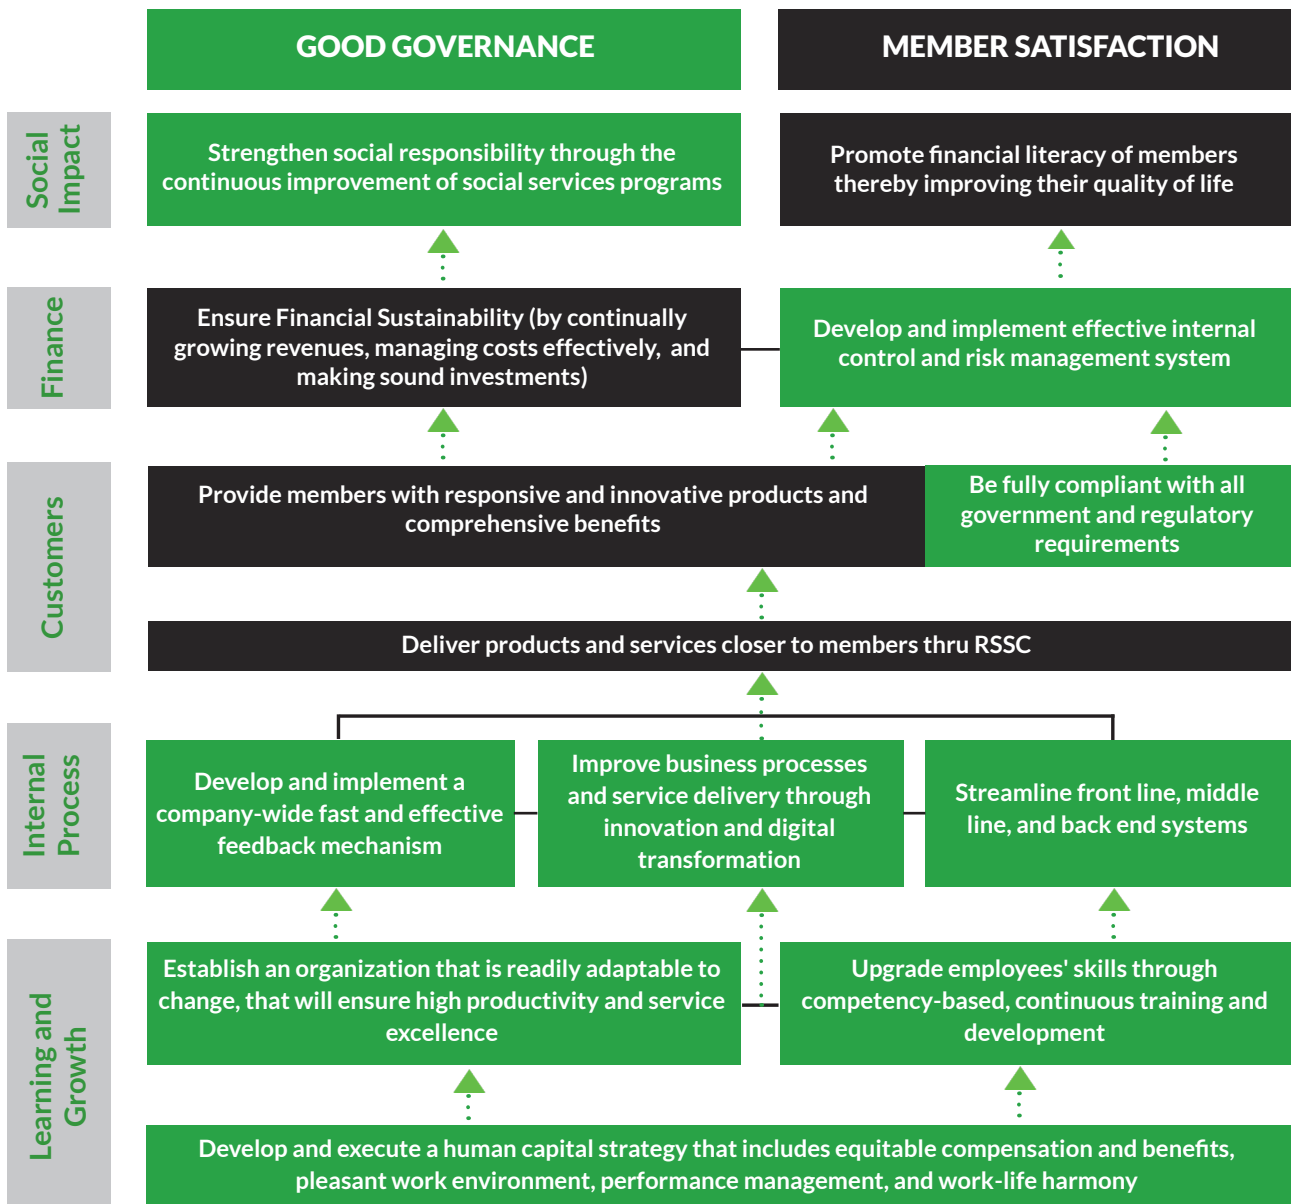 GOOD GOVERNANCE
MEMBER SATISFACTION
Social
Impact
Strengthen social responsibility through the
continuous improvement of social services programs
Promote financial literacy of members
thereby improving their quality of life
Finance
Ensure Financial Sustainability (by continually
growing revenues, managing costs effectively, and
making sound investments)
Develop and implement effective internal
control and risk management system
Customers
Provide members with responsive and innovative products and
comprehensive benefits
Be fully compliant with all
government and regulatory
requirements
Deliver products and services closer to members thru RSSC
Internal
Process
Develop and implement a
company-wide fast and effective
feedback mechanism
Improve business processes
and service delivery through
innovation and digital
transformation
Streamline front line, middle
line, and back end systems
Learning and
Growth
Establish an organization that is readily adaptable to
change, that will ensure high productivity and service
excellence
Upgrade employees' skills through
competency-based, continuous training and
development
Develop and execute a human capital strategy that includes equitable compensation and benefits,
pleasant work environment, performance management, and work-life harmony